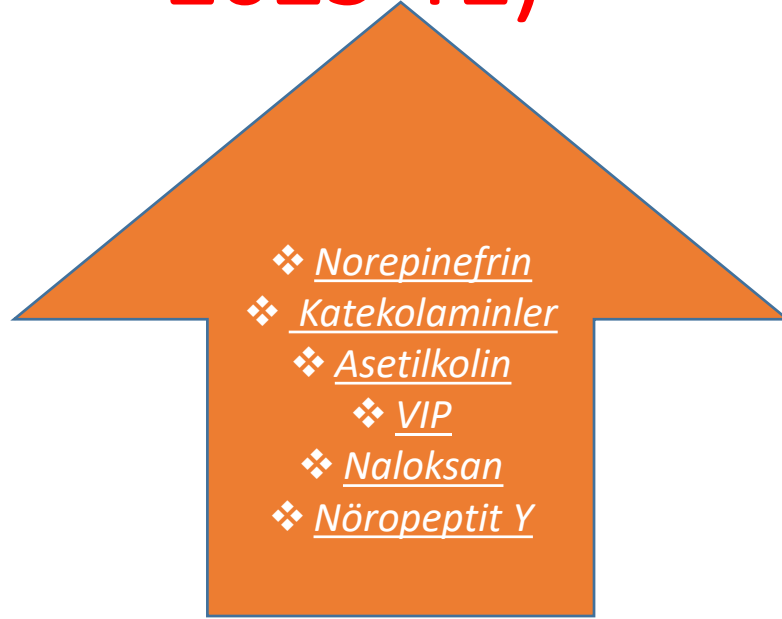 ❖ Norepinefrin
❖ Katekolaminler
❖ Asetilkolin
❖ VIP
❖ Naloksan
❖ Nöropeptit Y